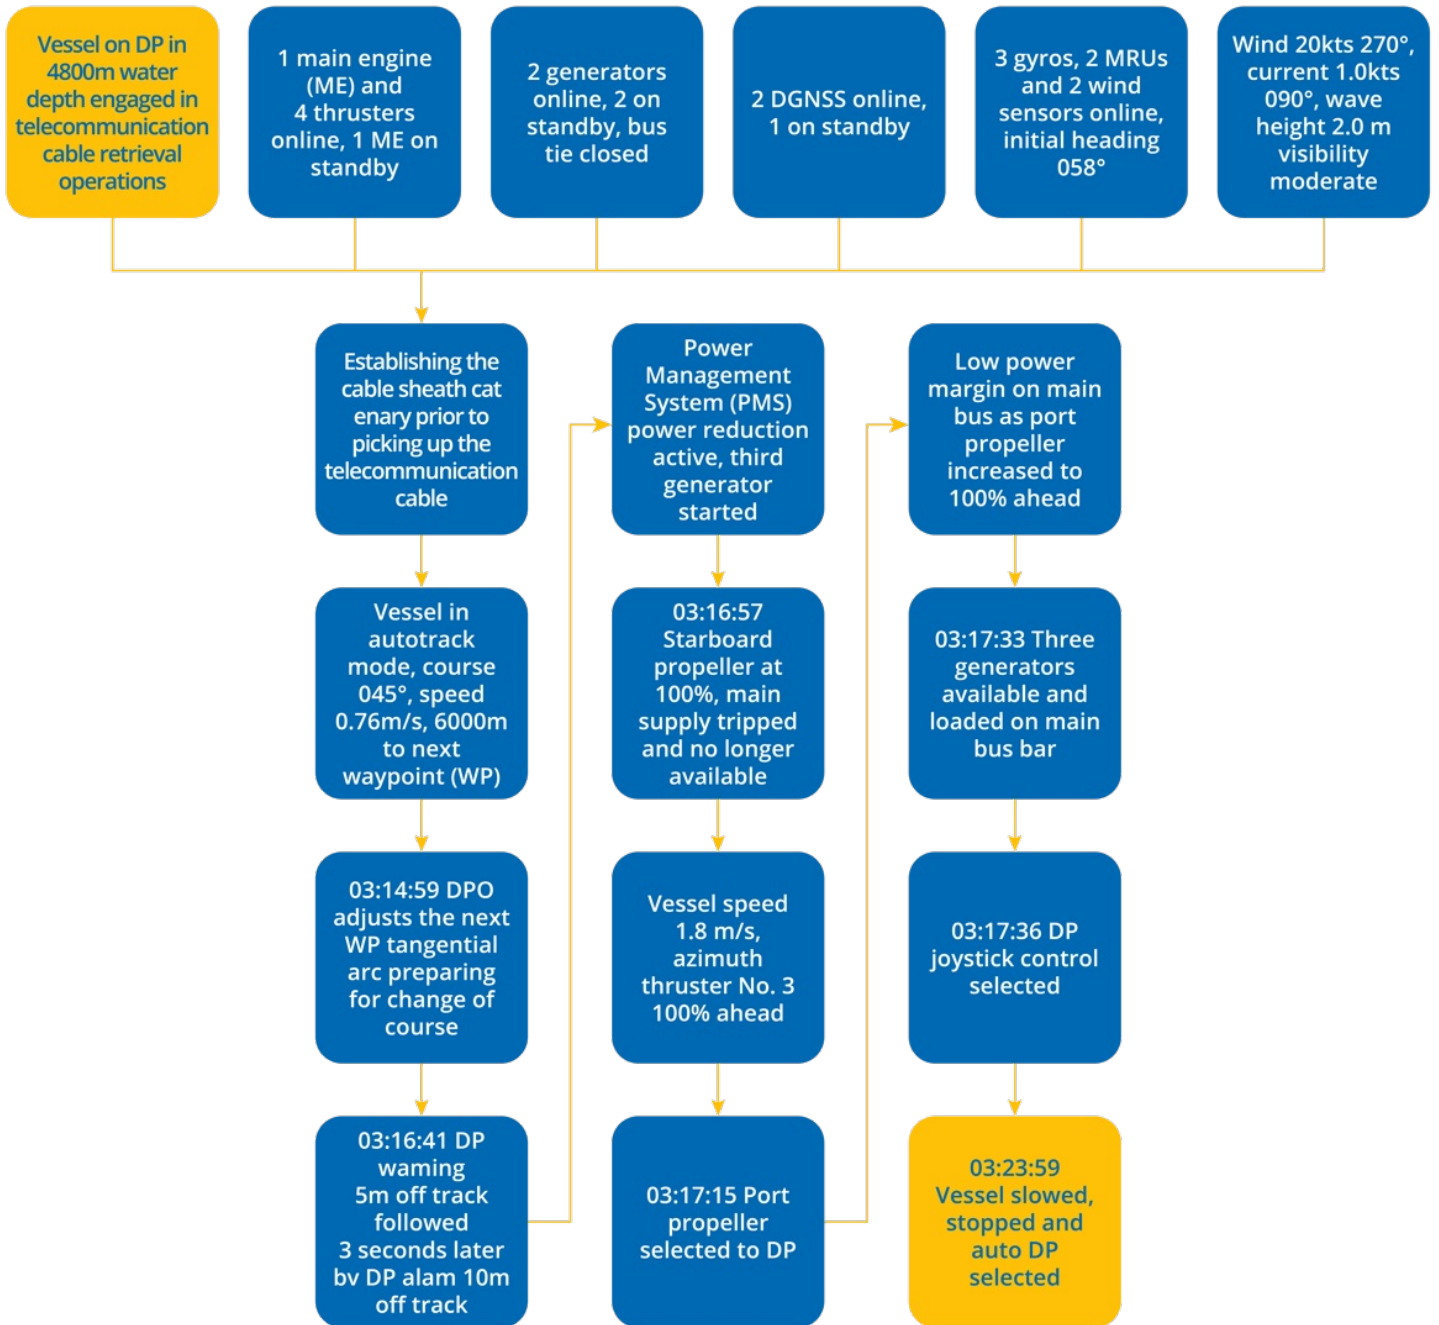 Vessel on DP in
4800m water
depth engaged in
telecommunication
cable retrieval
operations
1 main engine
(ME) and
4 thrusters
online, 1 ME on
standby
2 generators
online, 2 on
standby, bus
tie closed
2 DGNSS online,
1 on standby
3 gyros, 2 MRUs
and 2 wind
sensors online,
initial heading
058°
Wind 20kts 270°,
current 1.0kts
090°, wave
height 2.0 m
visibility
moderate
Establishing the
cable sheath cat
enary prior to
picking up the
telecommunication
cable
Vessel in
autotrack
mode, course
045°, speed
0.76m/s, 6000m
to next
waypoint (WP)
03:14:59 DPO
adjusts the next
WP tangential
arc preparing
for change of
course
03:16:41 DP
waming
5m off track
followed
3 seconds later
bv DP alam 10m
off track
Power
Management
System (PMS)
power reduction
active, third
generator
started
03:16:57
Starboard
propeller at
100%, main
supply tripped
and no longer
available
Vessel speed
1.8 m/s,
azimuth
thruster No. 3
100% ahead
03:17:15 Port
propeller
selected to DP
Low power
margin on main
bus as port
propeller
increased to
100% ahead
03:17:33 Three
generators
available and
loaded on main
bus bar
03:17:36 DP
joystick control
selected
03:23:59
Vessel slowed,
stopped and
auto DP
selected